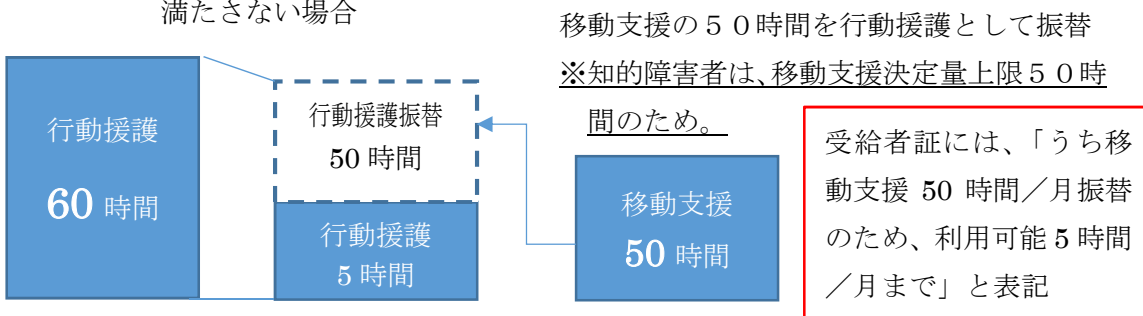 満たさない場合
移動支援の50時間を行動援護として振替
※知的障害者は、移動支援決定量上限50時
間のため。
行動援護
60 時間
行動援護振替
50 時間
行動援護
5 時間
移動支援
50 時間
受給者証には、「うち移
動支援 50 時間/月振替
のため、利用可能 5 時間
/月まで」と表記